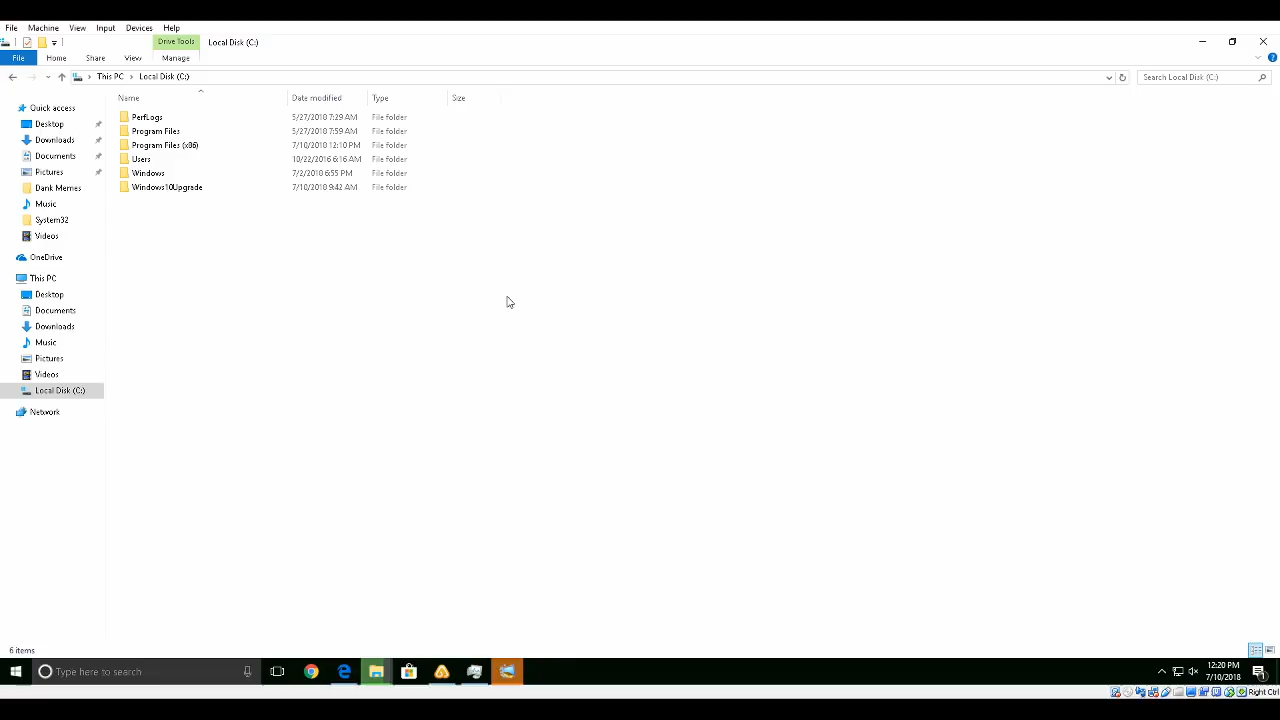 File Machine View Input Devices Help
Drive Tools Local Disk (C:)
File Home Share View Manage
This PC Local Disk (C:) Search Local Disk (C:)
Name Date modified Type Size
PerfLogs 5/27/2018 7:29 AM File folder
Program Files 5/27/2018 7:59 AM File folder
Program Files (x86) 7/10/2018 12:10 PM File folder
Users 10/22/2016 6:16 AM File folder
Windows 7/2/2018 6:55 PM File folder
Windows10Upgrade 7/10/2018 9:42 AM File folder
Quick access
Desktop
Downloads
Documents
Pictures
Dank Memes
Music
System32
Videos
OneDrive
This PC
Desktop
Documents
Downloads
Music
Pictures
Videos
Local Disk (C:)
Network
6 items
Type here to search
12:20 PM
7/10/2018
1
Right Ctrl